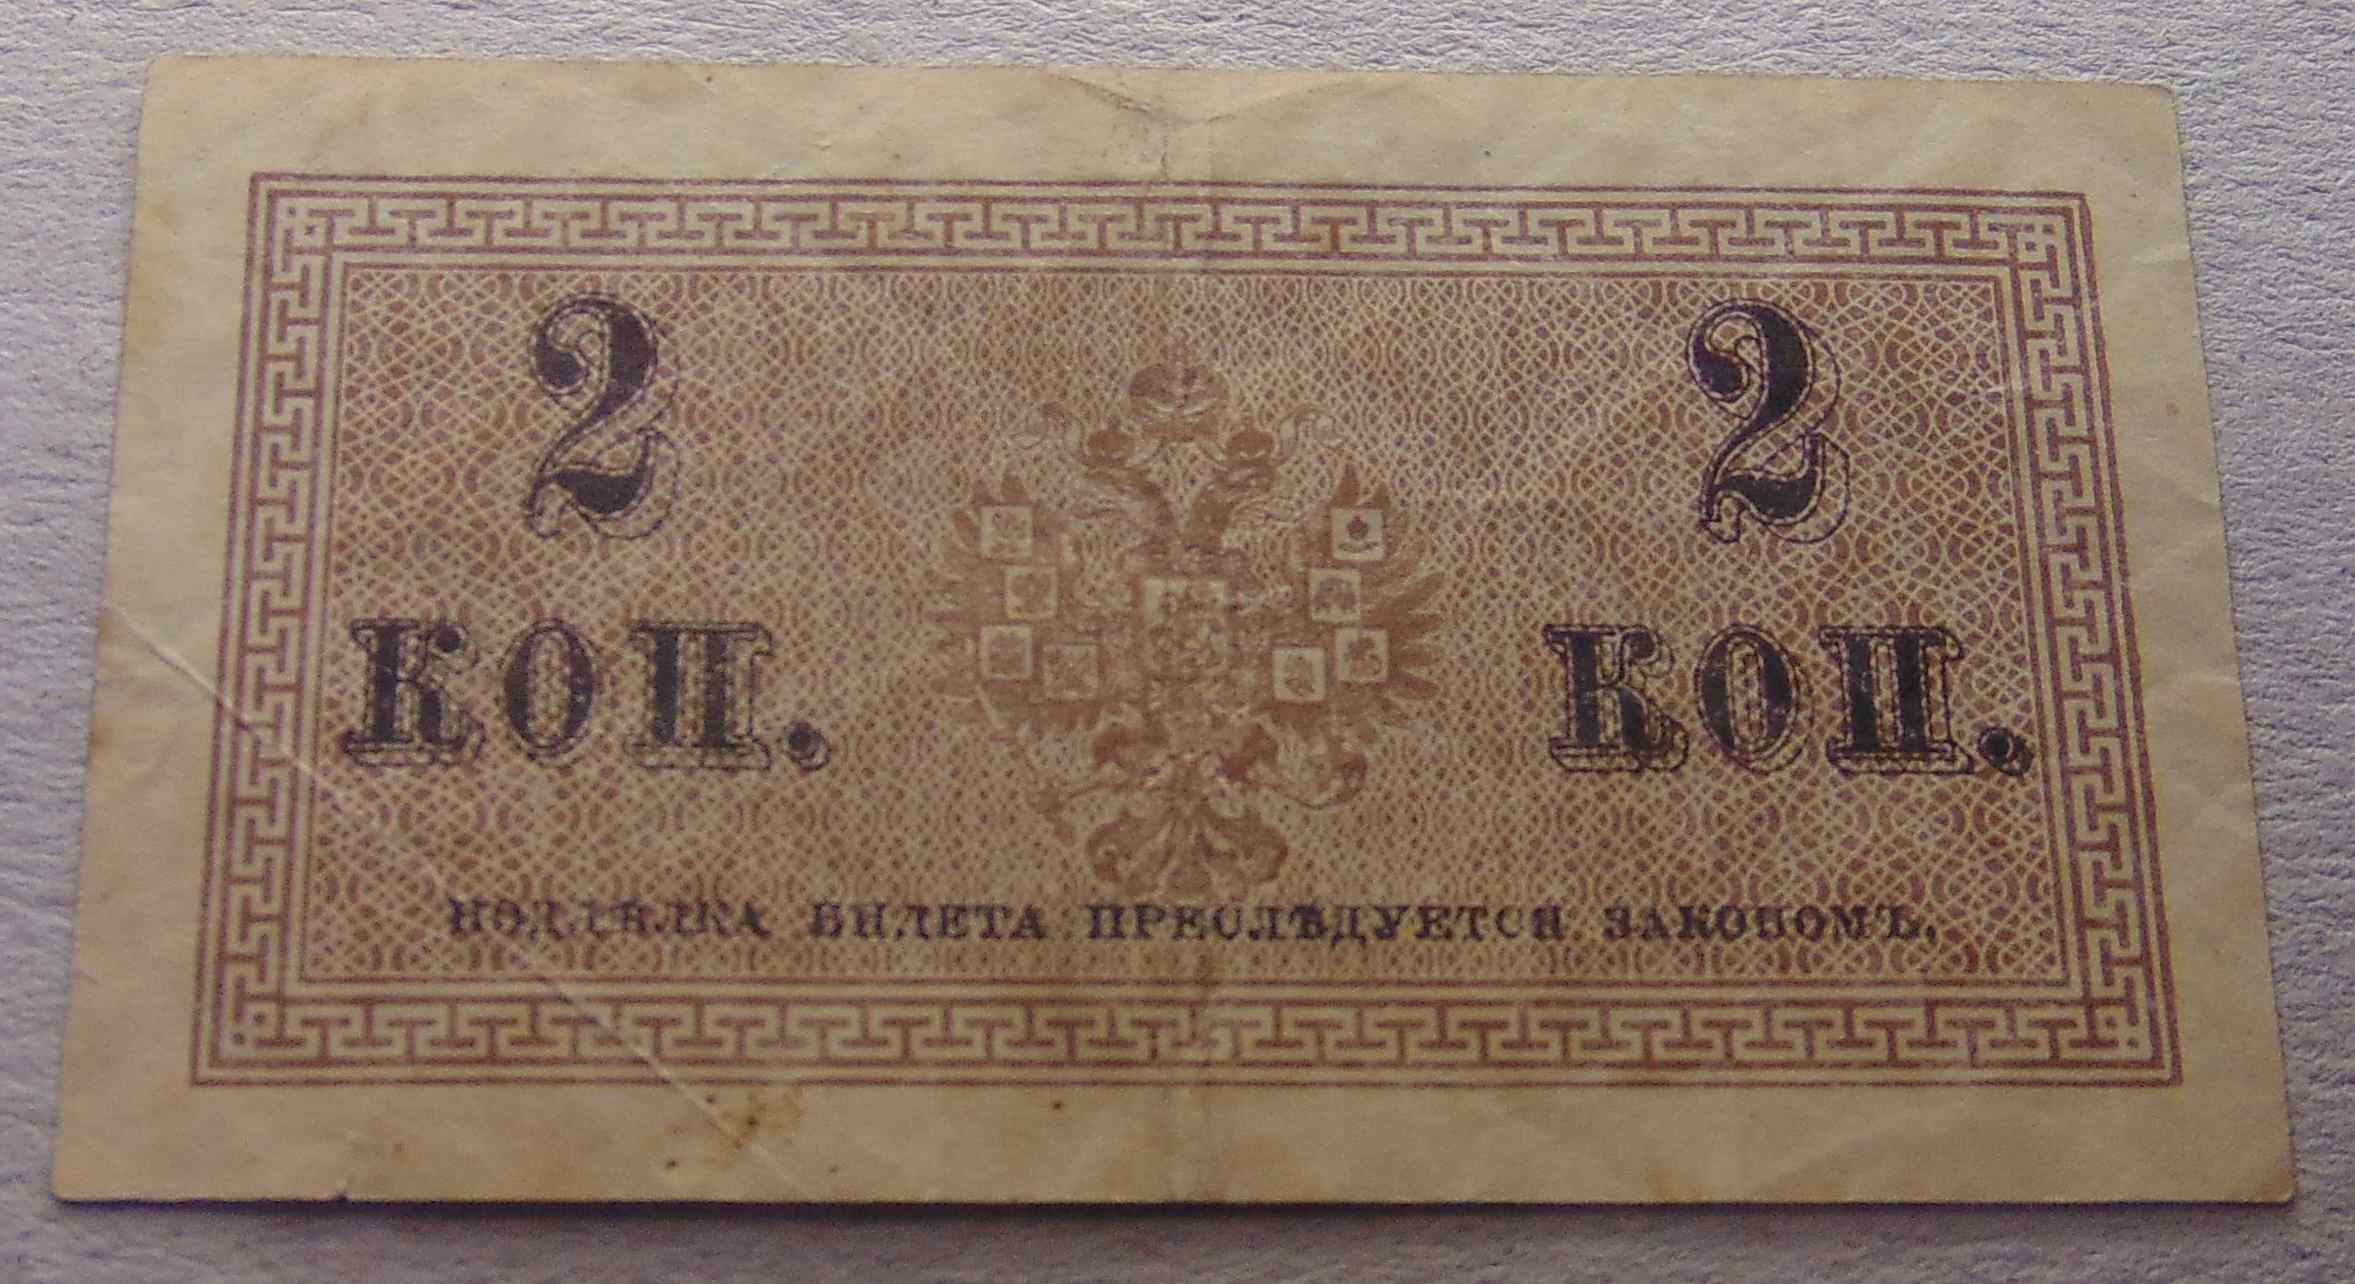 2 2
КОП. КОП.
ПОДДѢЛКА БИЛЕТА ПРЕСЛѢДУЕТСЯ ЗАКОНОМЪ.